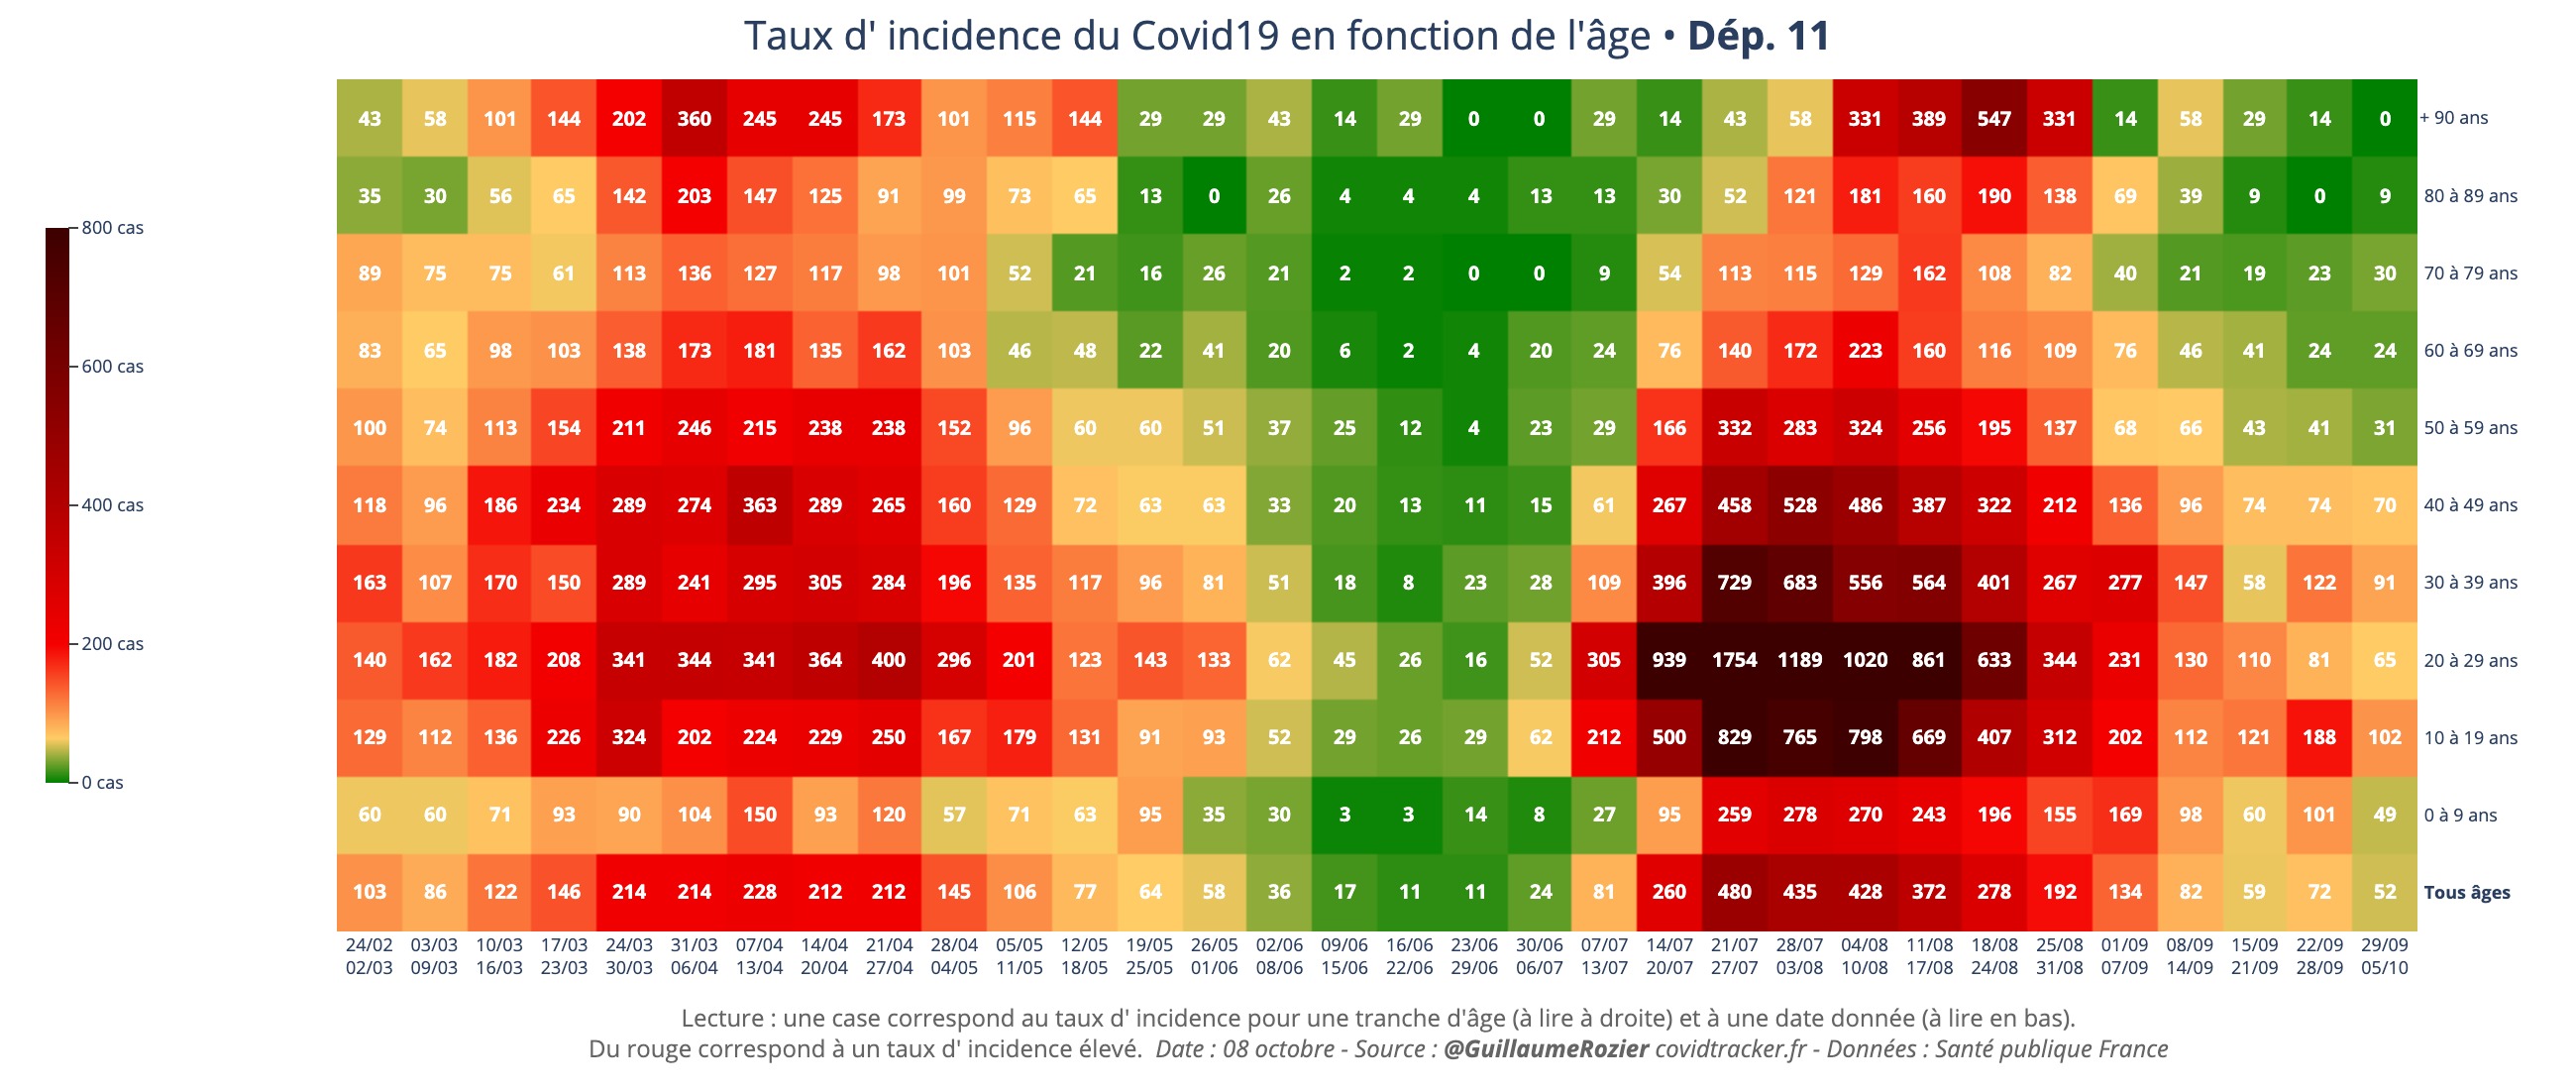 Taux d' incidence du Covid19 en fonction de l'âge • Dép. 11
43 58 101 144 202 360 245 245 173 101 115 144 29 29 43 14 29 0 0 29 14 43 58 331 389 547 331 14 58 29 14 0 + 90 ans
35 30 56 65 142 203 147 125 91 99 73 65 13 0 26 4 4 4 13 13 30 52 121 181 160 190 138 69 39 9 0 9 80 à 89 ans
800 cas
89 75 75 61 113 136 127 117 98 101 52 21 16 26 21 2 2 0 0 9 54 113 115 129 162 108 82 40 21 19 23 30 70 à 79 ans
83 65 98 103 138 173 181 135 162 103 46 48 22 41 20 6 2 4 20 24 76 140 172 223 160 116 109 76 46 41 24 24 60 à 69 ans
600 cas
100 74 113 154 211 246 215 238 238 152 96 60 60 51 37 25 12 4 23 29 166 332 283 324 256 195 137 68 66 43 41 31 50 à 59 ans
400 cas
118 96 186 234 289 274 363 289 265 160 129 72 63 63 33 20 13 11 15 61 267 458 528 486 387 322 212 136 96 74 74 70 40 à 49 ans
163 107 170 150 289 241 295 305 284 196 135 117 96 81 51 18 8 23 28 109 396 729 683 556 564 401 267 277 147 58 122 91 30 à 39 ans
200 cas
140 162 182 208 341 344 341 364 400 296 201 123 143 133 62 45 26 16 52 305 939 1754 1189 1020 861 633 344 231 130 110 81 65 20 à 29 ans
129 112 136 226 324 202 224 229 250 167 179 131 91 93 52 29 26 29 62 212 500 829 765 798 669 407 312 202 112 121 188 102 10 à 19 ans
0 cas
60 60 71 93 90 104 150 93 120 57 71 63 95 35 30 3 3 14 8 27 95 259 278 270 243 196 155 169 98 60 101 49 0 à 9 ans
103 86 122 146 214 214 228 212 212 145 106 77 64 58 36 17 11 11 24 81 260 480 435 428 372 278 192 134 82 59 72 52 Tous âges
24/02 03/03 10/03 17/03 24/03 31/03 07/04 14/04 21/04 28/04 05/05 12/05 19/05 26/05 02/06 09/06 16/06 23/06 30/06 07/07 14/07 21/07 28/07 04/08 11/08 18/08 25/08 01/09 08/09 15/09 22/09 29/09
02/03 09/03 16/03 23/03 30/03 06/04 13/04 20/04 27/04 04/05 11/05 18/05 25/05 01/06 08/06 15/06 22/06 29/06 06/07 13/07 20/07 27/07 03/08 10/08 17/08 24/08 31/08 07/09 14/09 21/09 28/09 05/10
Lecture : une case correspond au taux d' incidence pour une tranche d'âge (à lire à droite) et à une date donnée (à lire en bas).
Du rouge correspond à un taux d' incidence élevé. Date : 08 octobre - Source : @GuillaumeRozier covidtracker.fr - Données : Santé publique France